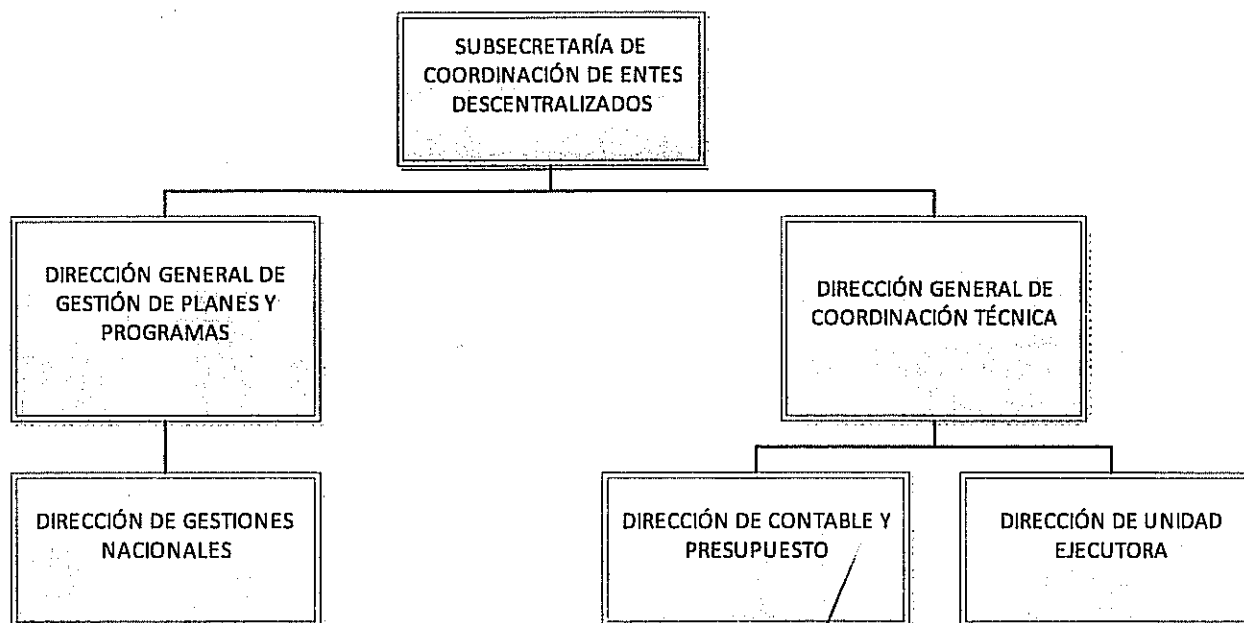 SUBSECRETARÍA DE
COORDINACIÓN DE ENTES
DESCENTRALIZADOS
DIRECCIÓN GENERAL DE
GESTIÓN DE PLANES Y
PROGRAMAS
DIRECCIÓN GENERAL DE
COORDINACIÓN TÉCNICA
DIRECCIÓN DE GESTIONES
NACIONALES
DIRECCIÓN DE CONTABLE Y
PRESUPUESTO
DIRECCIÓN DE UNIDAD
EJECUTORA